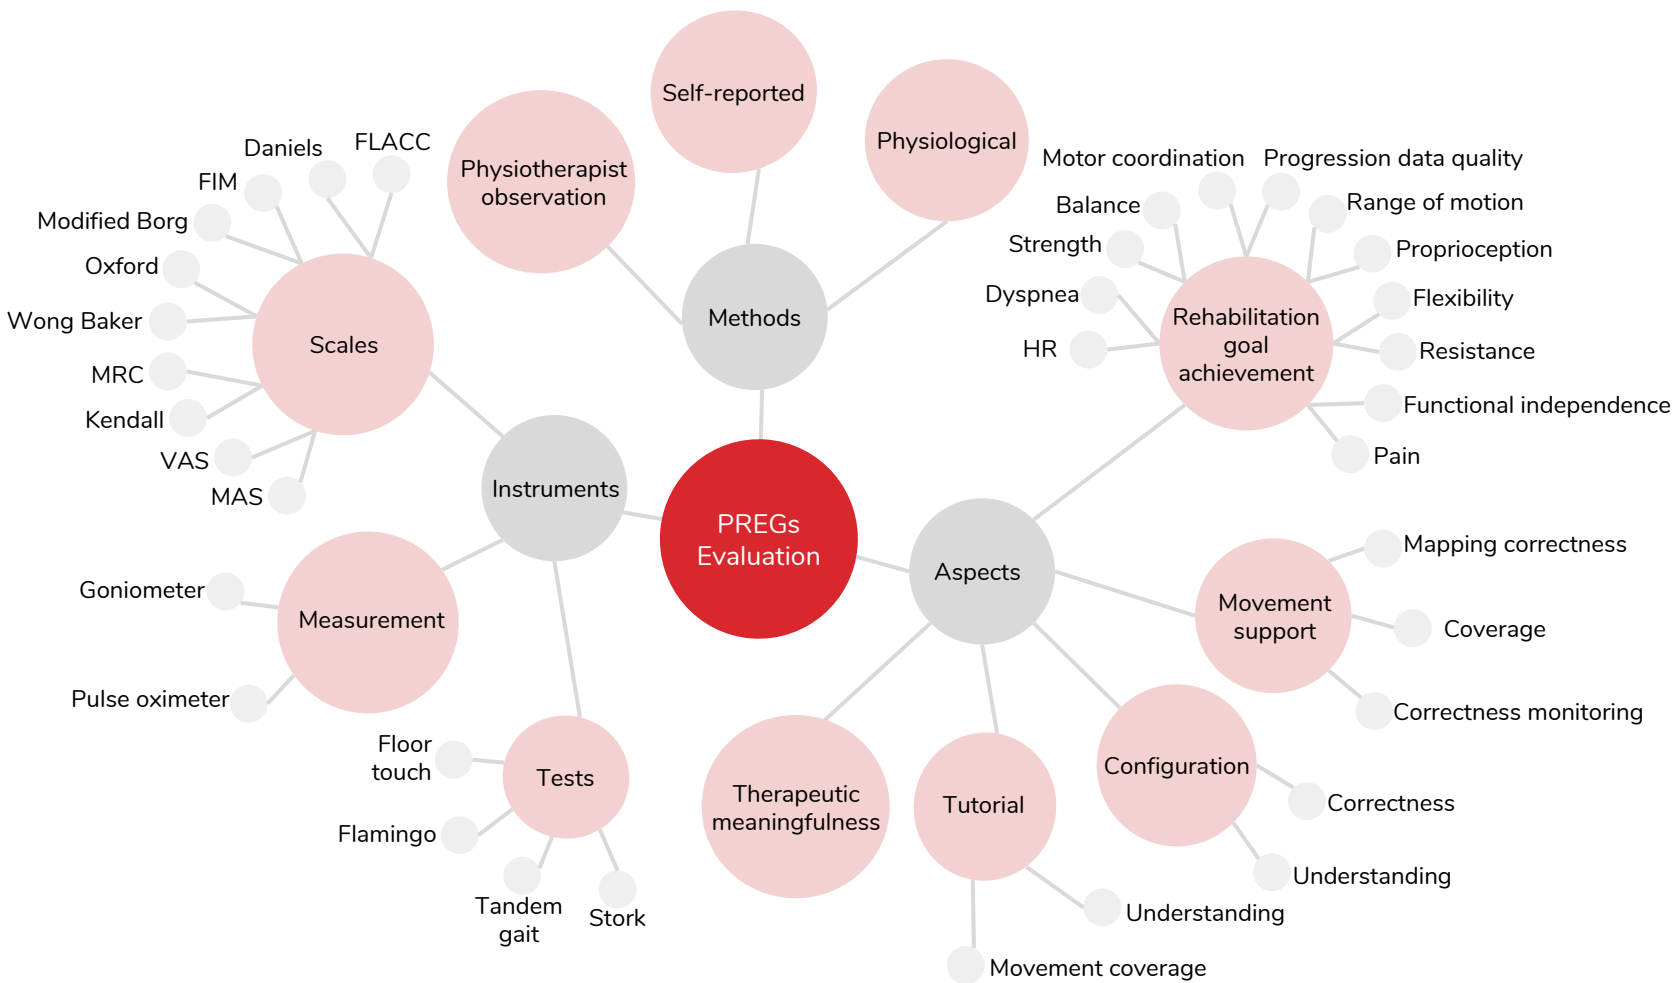 Self-reported
Physiotherapist
observation
Physiological
Methods
Daniels
FLACC
FIM
Modified Borg
Oxford
Wong Baker
MRC
Kendall
VAS
MAS
Scales
Instruments
Goniometer
Pulse oximeter
Measurement
Floor
touch
Flamingo
Tandem
gait
Stork
Tests
PREGs
Evaluation
Aspects
Motor coordination
Progression data quality
Balance
Range of motion
Strength
Proprioception
Dyspnea
Flexibility
HR
Resistance
Functional independence
Pain
Rehabilitation
goal
achievement
Mapping correctness
Movement
support
Coverage
Correctness monitoring
Configuration
Correctness
Understanding
Therapeutic
meaningfulness
Tutorial
Understanding
Movement coverage